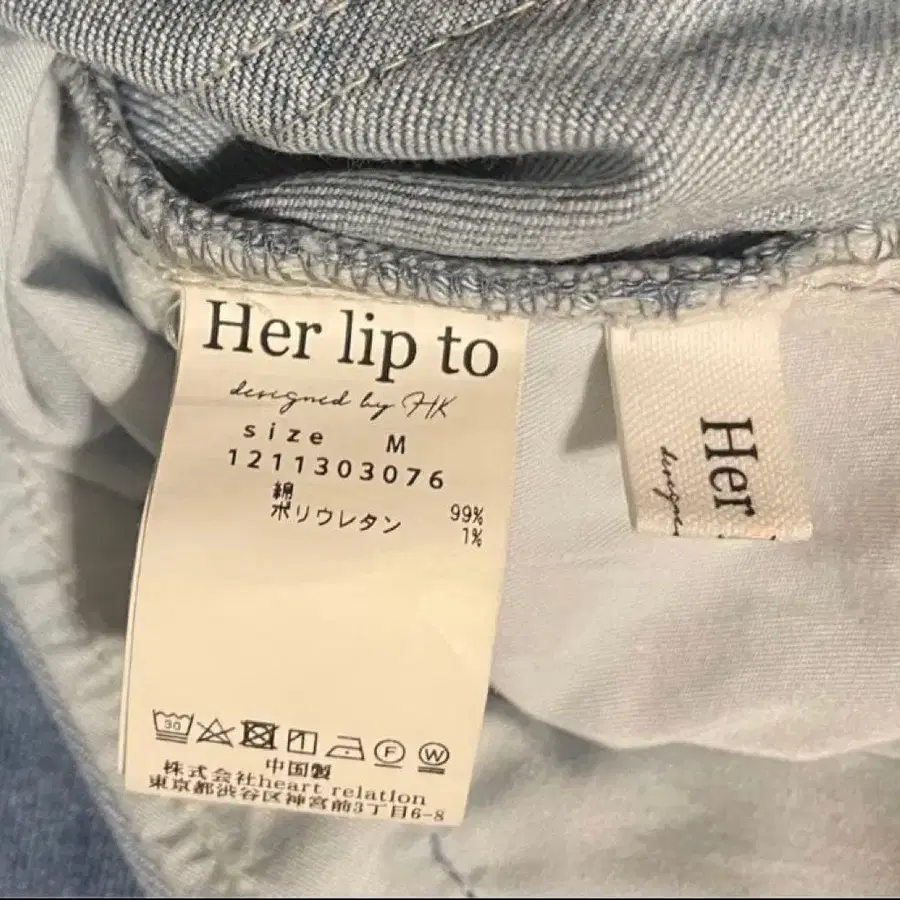 Her lip to
designed by HK
size M
1211303076
綿 99%
ポリウレタン 1%
30
F W
中国製
株式会社heart relation
東京都渋谷区神宮前3丁目6-8
Her
designe